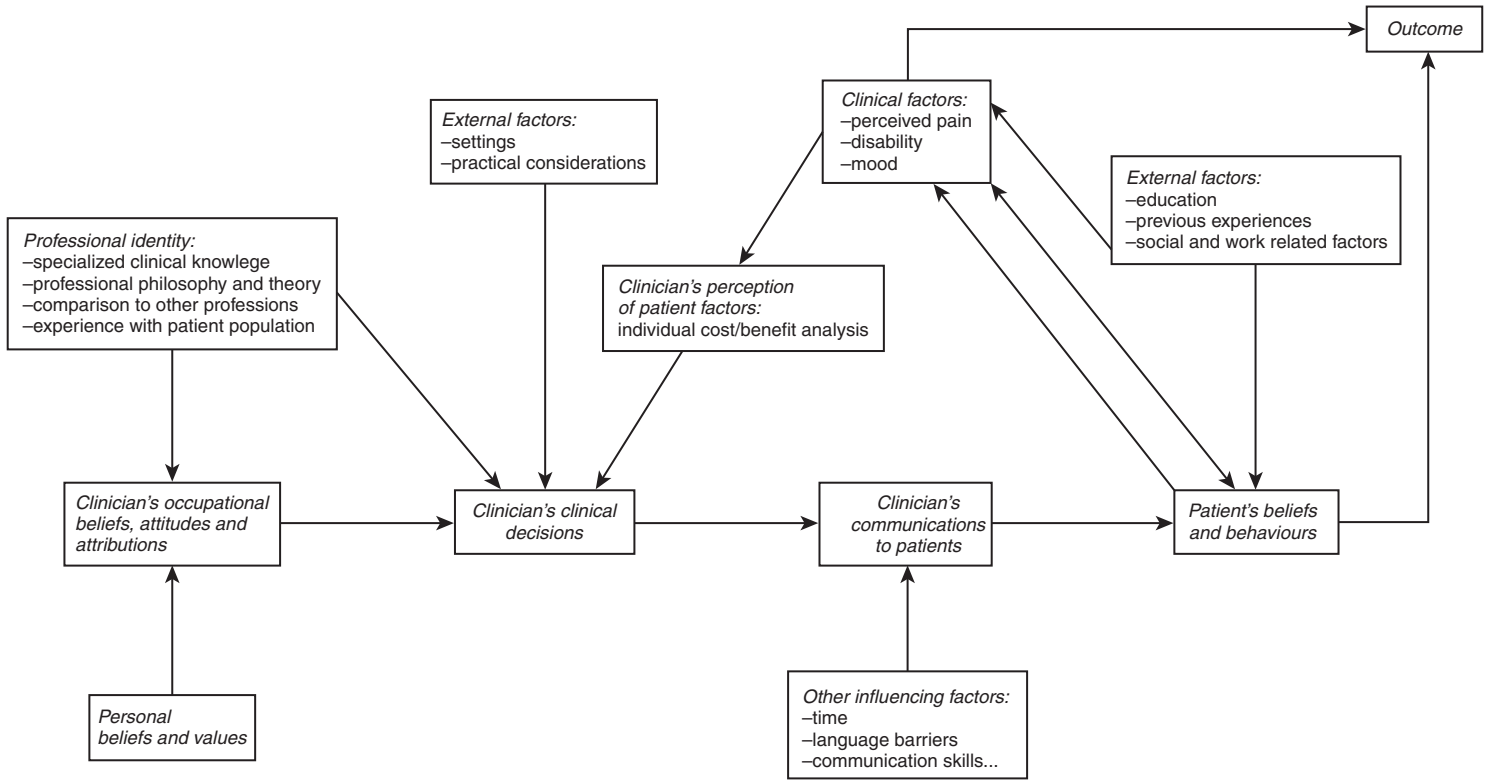 Outcome
Clinical factors:
–perceived pain
–disability
–mood
External factors:
–settings
–practical considerations
External factors:
–education
–previous experiences
–social and work related factors
Professional identity:
–specialized clinical knowlege
–professional philosophy and theory
–comparison to other professions
–experience with patient population
Clinician's perception
of patient factors:
individual cost/benefit analysis
Clinician's occupational
beliefs, attitudes and
attributions
Clinician's clinical
decisions
Clinician's
communications
to patients
Patient's beliefs
and behaviours
Personal
beliefs and values
Other influencing factors:
–time
–language barriers
–communication skills...